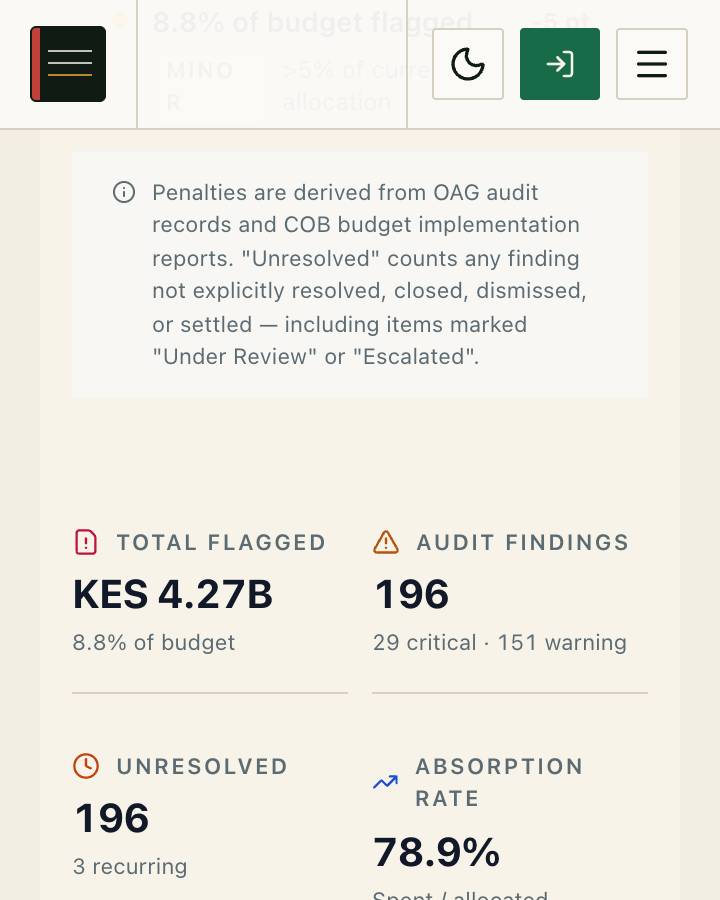 8.8% of budget flagged
-5 pt
MINO
R
>5% of curre
allocation
Penalties are derived from OAG audit
records and COB budget implementation
reports. "Unresolved" counts any finding
not explicitly resolved, closed, dismissed,
or settled — including items marked
"Under Review" or "Escalated".
TOTAL FLAGGED
KES 4.27B
8.8% of budget
AUDIT FINDINGS
196
29 critical · 151 warning
UNRESOLVED
196
3 recurring
ABSORPTION
RATE
78.9%
Spent / allocated